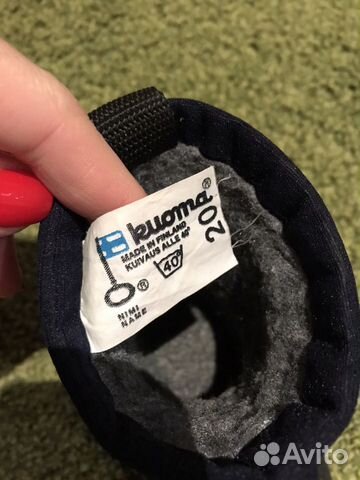 kuoma®
MADE IN FINLAND
KUIVAUS ALLE 40°
20
40°
®
NIMI
NAME
Avito